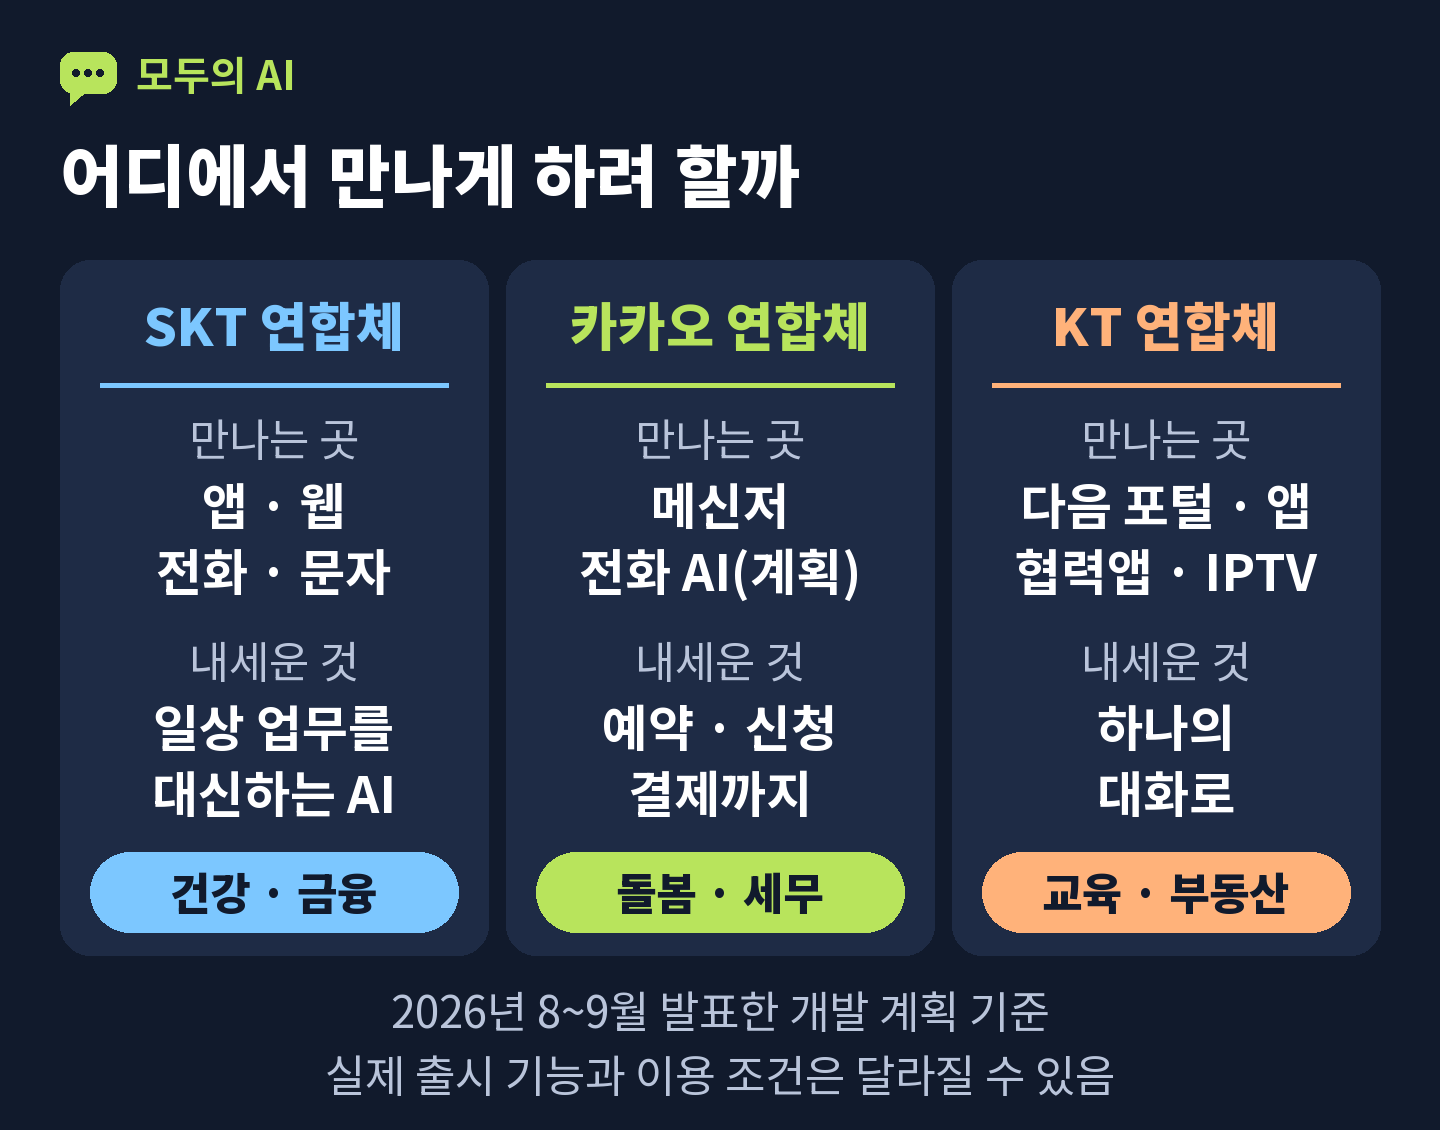 모두의 AI
어디에서 만나게 하려 할까
SKT 연합체
만나는 곳
앱 · 웹
전화 · 문자
내세운 것
일상 업무를
대신하는 AI
건강 · 금융
카카오 연합체
만나는 곳
메신저
전화 AI(계획)
내세운 것
예약 · 신청
결제까지
돌봄 · 세무
KT 연합체
만나는 곳
다음 포털 · 앱
협력앱 · IPTV
내세운 것
하나의
대화로
교육 · 부동산
2026년 8~9월 발표한 개발 계획 기준
실제 출시 기능과 이용 조건은 달라질 수 있음